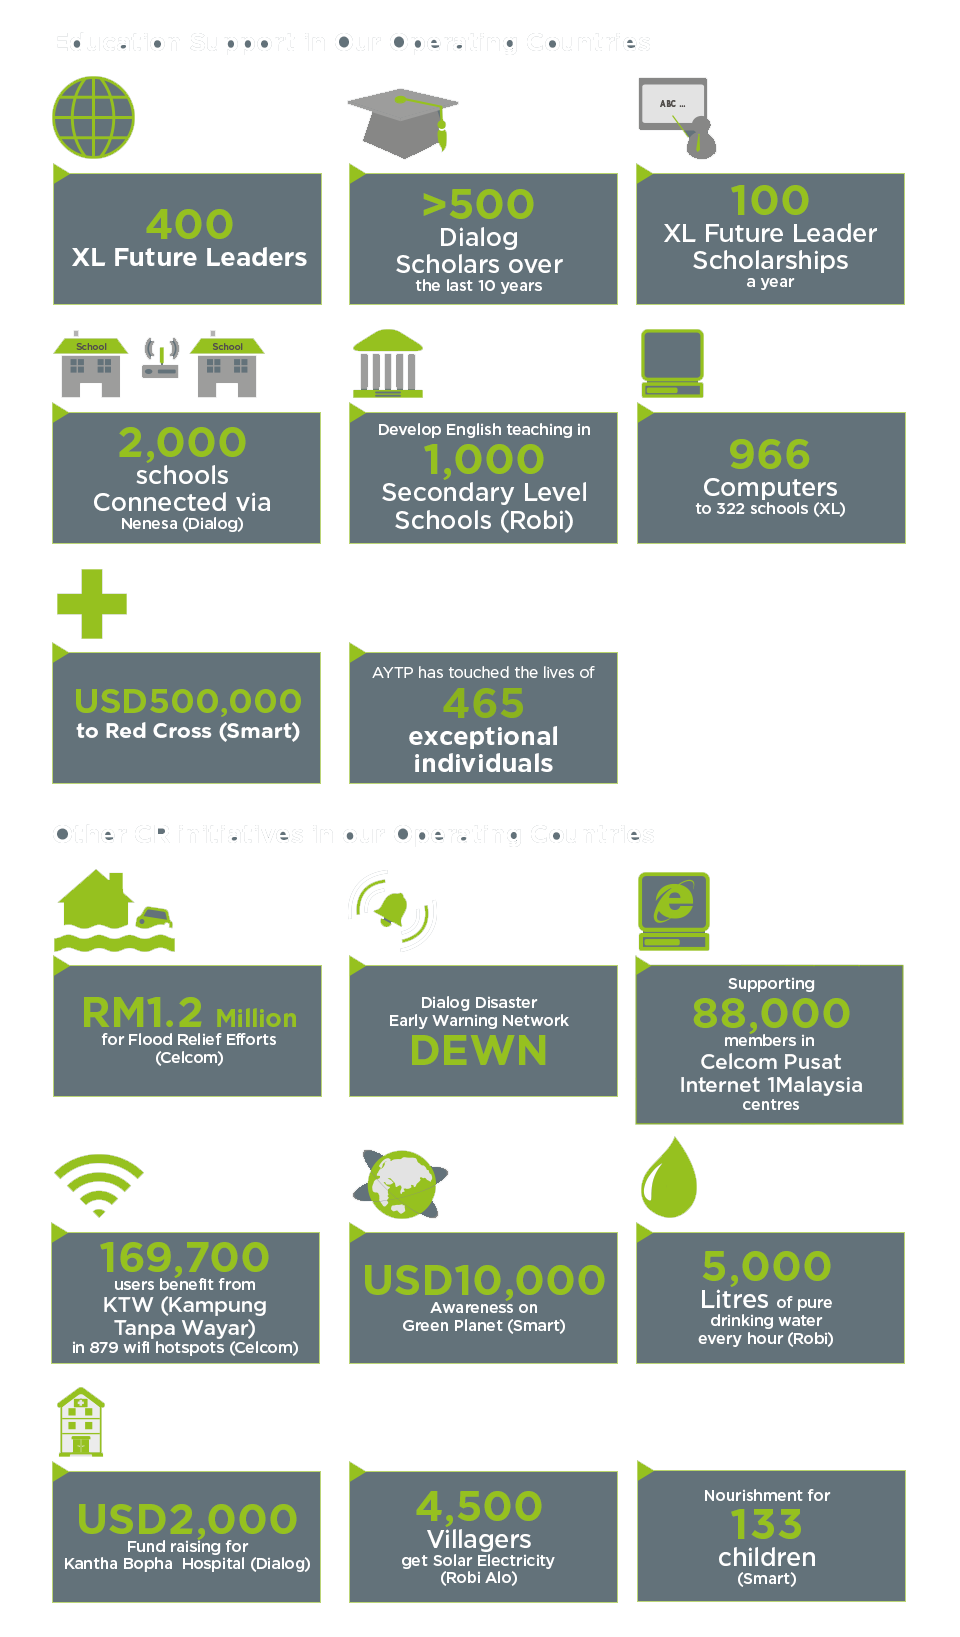 Education Support in Our Operating Countries
ABC ...
400
XL Future Leaders
>500
Dialog
Scholars over
the last 10 years
100
XL Future Leader
Scholarships
a year
School
School
2,000
schools
Connected via
Nenesa (Dialog)
Develop English teaching in
1,000
Secondary Level
Schools (Robi)
966
Computers
to 322 schools (XL)
USD500,000
to Red Cross (Smart)
AYTP has touched the lives of
465
exceptional
individuals
Other CR initiatives in our Operating Countries
RM1.2 Million
for Flood Relief Efforts
(Celcom)
Dialog Disaster
Early Warning Network
DEWN
Supporting
88,000
members in
Celcom Pusat
Internet 1Malaysia
centres
169,700
users benefit from
KTW (Kampung
Tanpa Wayar)
in 879 wifi hotspots (Celcom)
USD10,000
Awareness on
Green Planet (Smart)
5,000
Litres of pure
drinking water
every hour (Robi)
USD2,000
Fund raising for
Kantha Bopha Hospital (Dialog)
4,500
Villagers
get Solar Electricity
(Robi Alo)
Nourishment for
133
children
(Smart)